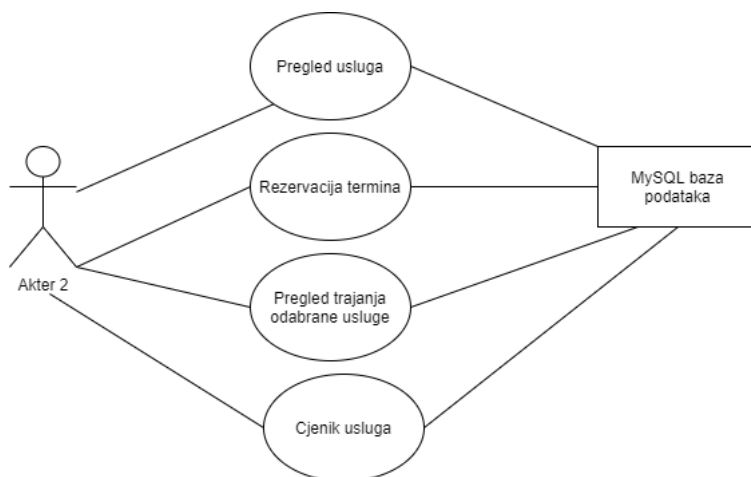 Pregled usluga
Rezervacija termina
MySQL baza
podataka
Akter 2
Pregled trajanja
odabrane usluge
Cjenik usluga